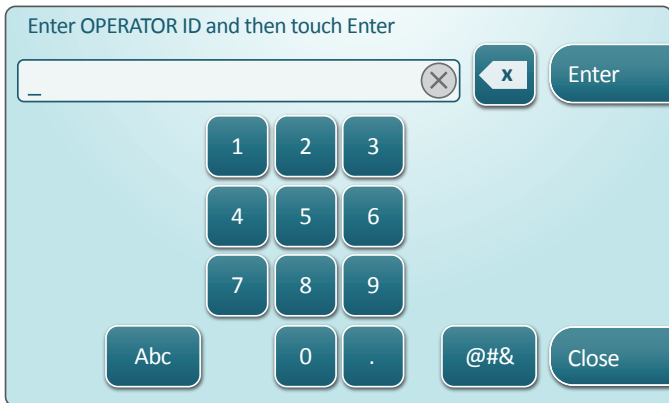 Enter OPERATOR ID and then touch Enter
_
x Enter
1 2 3
4 5 6
7 8 9
Abc 0 . @#& Close